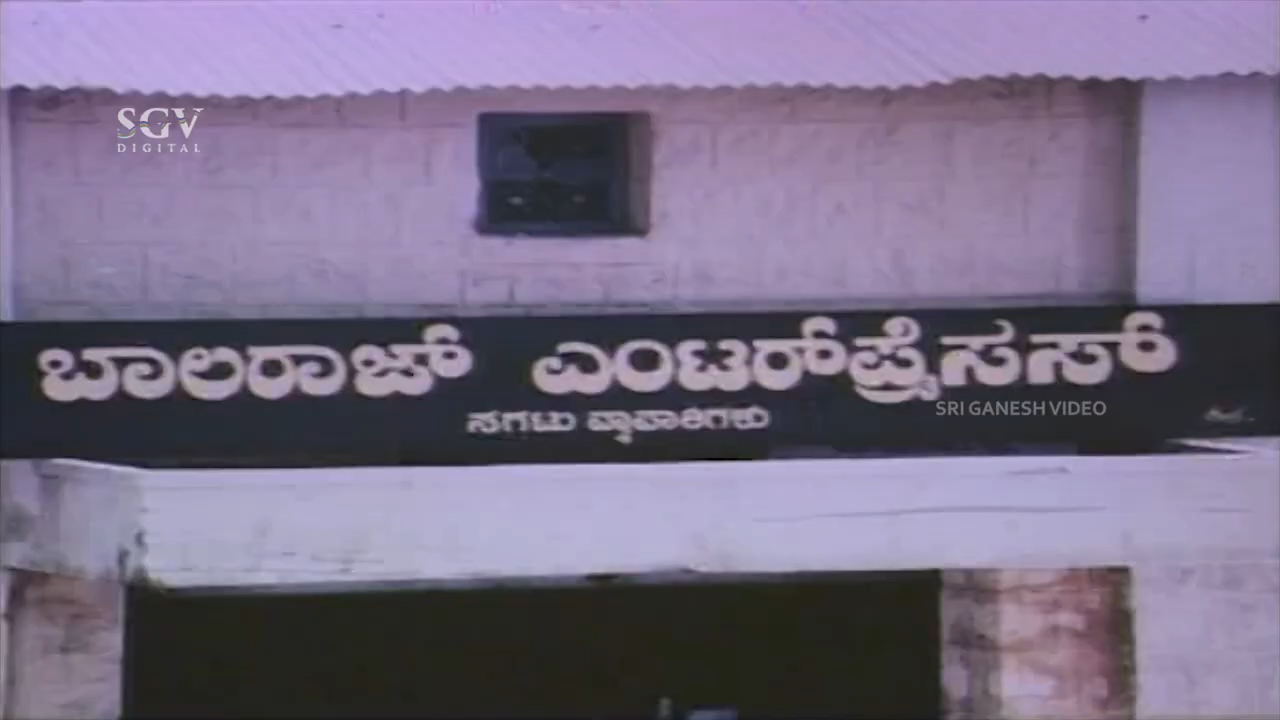 SGV
DIGITAL
ಬಾಲರಾಜ್ ಎಂಟರ್‌ಪ್ರೈಸಸ್
ಸಗಟು ವ್ಯಾಪಾರಿಗಳು
SRI GANESH VIDEO